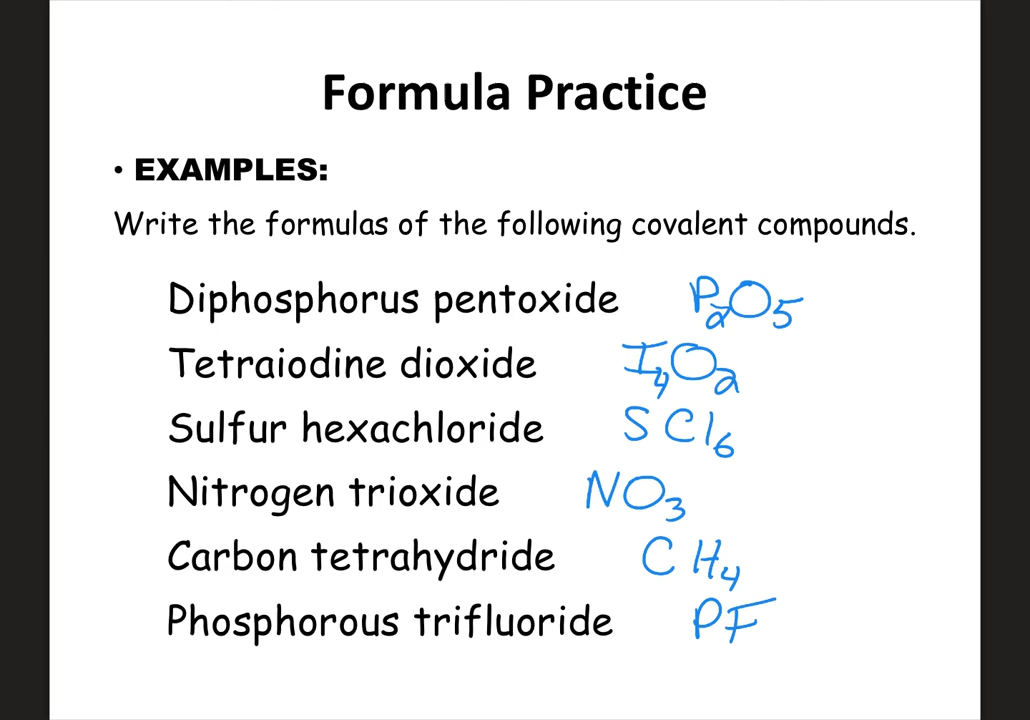 Formula Practice
• EXAMPLES:
Write the formulas of the following covalent compounds.
Diphosphorus pentoxide P₂O₅
Tetraiodine dioxide I₄O₂
Sulfur hexachloride SCl₆
Nitrogen trioxide NO₃
Carbon tetrahydride CH₄
Phosphorous trifluoride PF